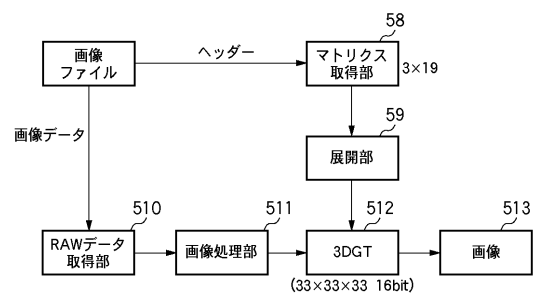 58
画像
ファイル
ヘッダー
マトリクス
取得部
3×19
画像データ
59
展開部
510
511
512
513
RAWデータ
取得部
画像処理部
3DGT
画像
(33×33×33 16bit)